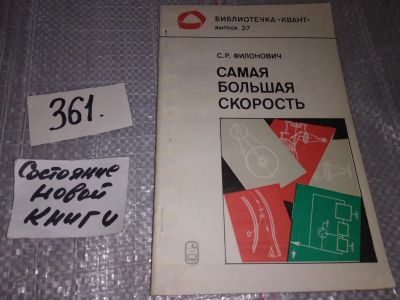 БИБЛИОТЕЧКА «КВАНТ»
ВЫПУСК 27
С.Р. ФИЛОНОВИЧ
САМАЯ
БОЛЬШАЯ
СКОРОСТЬ
361.
Состояние
новой
книги